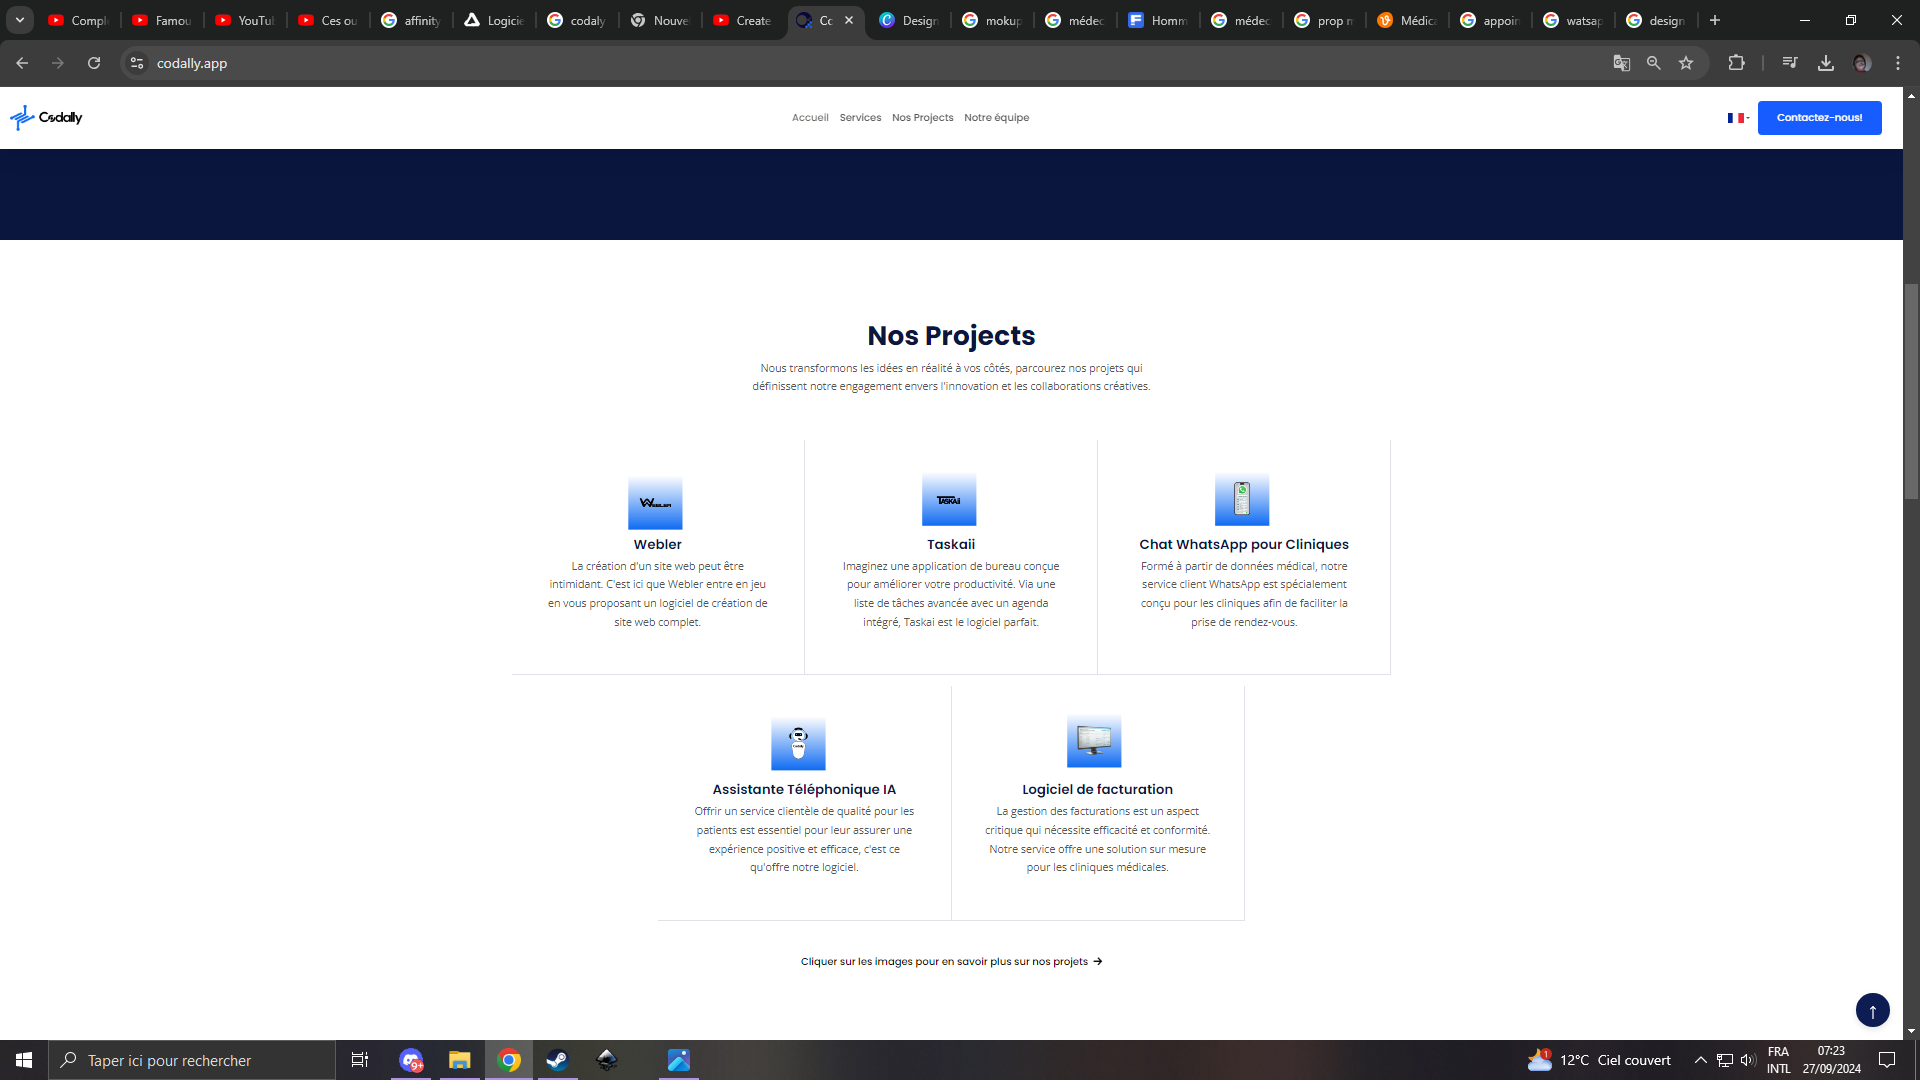 Comple
Famou
YouTub
Ces ou
affinity
Logicie
codaly
Nouve
Create
Co
Design
mokup
médec
Homm
médec
prop m
Médica
appoin
watsap
design
codally.app
Codally
Accueil
Services
Nos Projects
Notre équipe
Contactez-nous!
Nos Projects
Nous transformons les idées en réalité à vos côtés, parcourez nos projets qui
définissent notre engagement envers l'innovation et les collaborations créatives.
WEBLER
TASKAii
Webler
La création d'un site web peut être
intimidant. C'est ici que Webler entre en jeu
en vous proposant un logiciel de création de
site web complet.
Taskaii
Imaginez une application de bureau conçue
pour améliorer votre productivité. Via une
liste de tâches avancée avec un agenda
intégré, Taskai est le logiciel parfait.
Chat WhatsApp pour Cliniques
Formé à partir de données médical, notre
service client WhatsApp est spécialement
conçu pour les cliniques afin de faciliter la
prise de rendez-vous.
Assistante Téléphonique IA
Offrir un service clientèle de qualité pour les
patients est essentiel pour leur assurer une
expérience positive et efficace, c'est ce
qu'offre notre logiciel.
Logiciel de facturation
La gestion des facturations est un aspect
critique qui nécessite efficacité et conformité.
Notre service offre une solution sur mesure
pour les cliniques médicales.
Cliquer sur les images pour en savoir plus sur nos projets →
Taper ici pour rechercher
9+
1
12°C Ciel couvert
FRA
INTL
07:23
27/09/2024